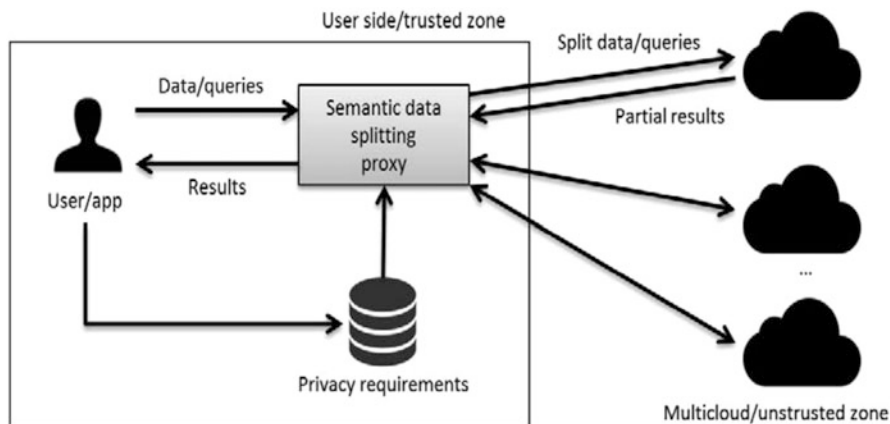 User side/trusted zone
Split data/queries
Data/queries
Semantic data
splitting
proxy
Partial results
Results
User/app
...
Privacy requirements
Multicloud/unstrusted zone